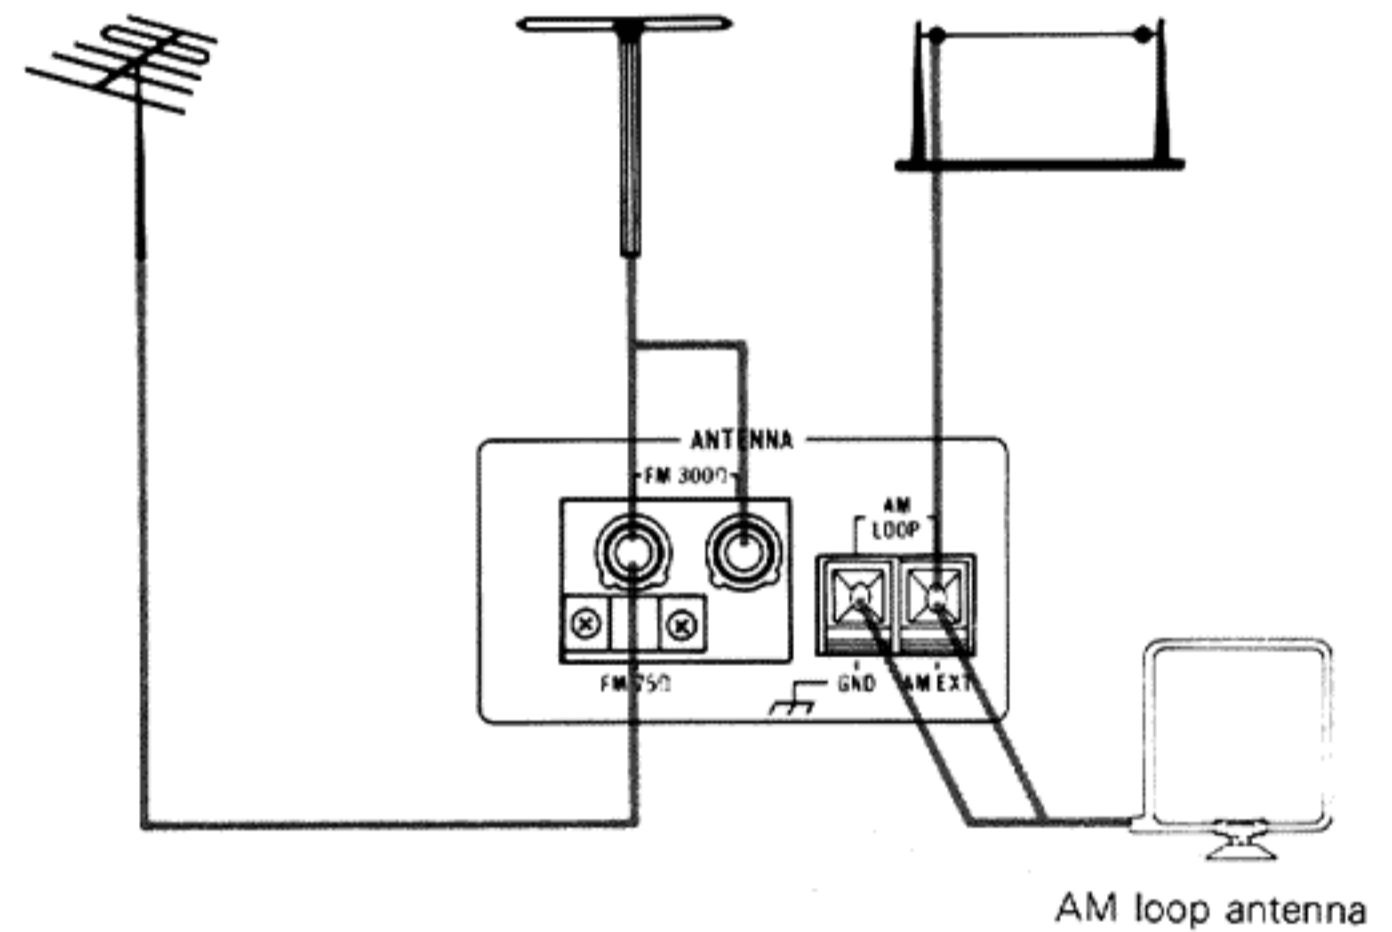 ANTENNA
FM 300Ω
AM
LOOP
FM 75Ω
GND
AM EXT
AM loop antenna